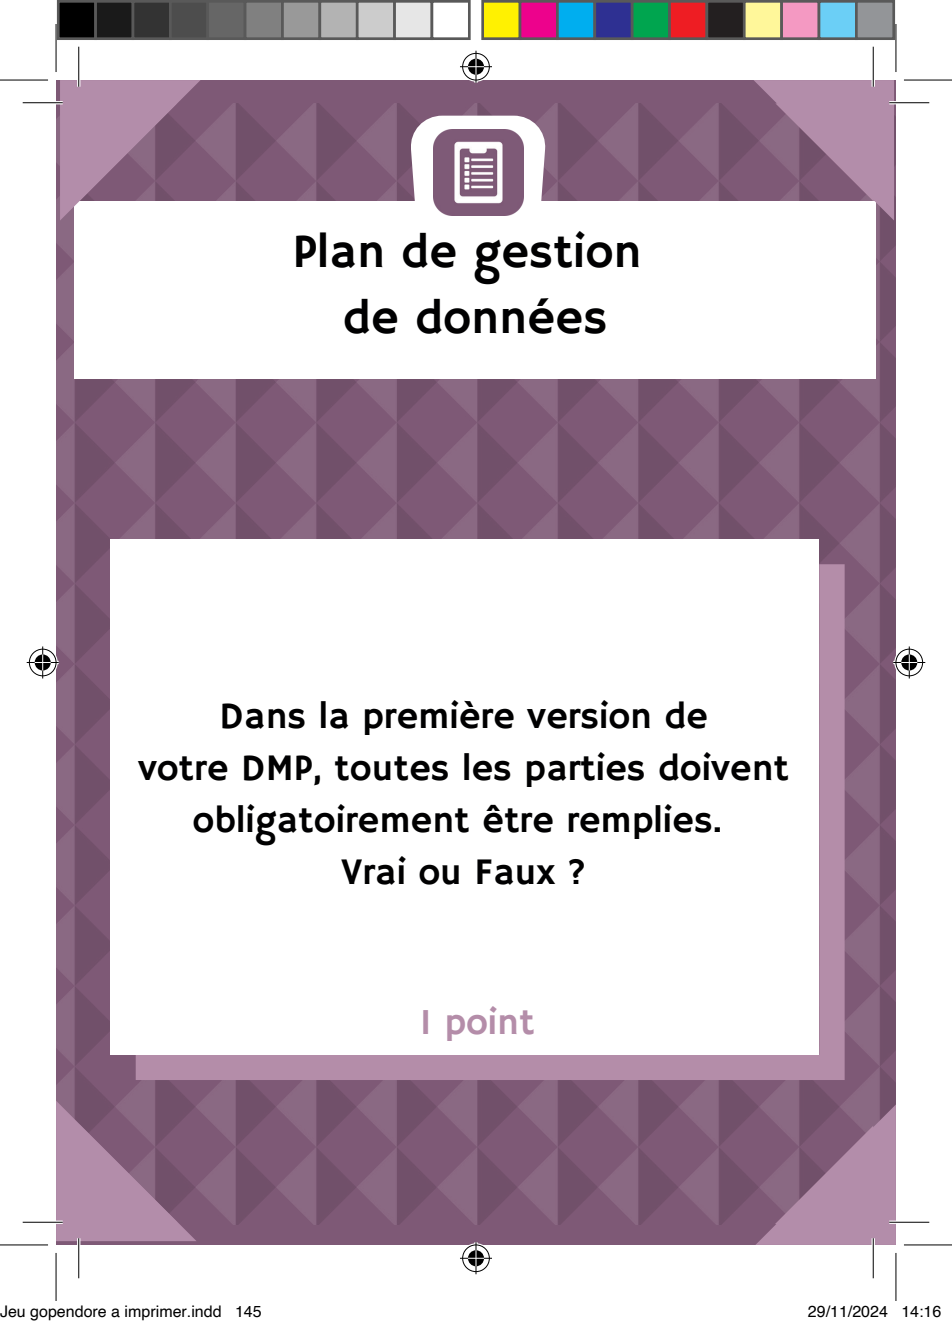 Plan de gestion
de données
Dans la première version de
votre DMP, toutes les parties doivent
obligatoirement être remplies.
Vrai ou Faux ?
1 point
Jeu gopendore a imprimer.indd 145
29/11/2024 14:16